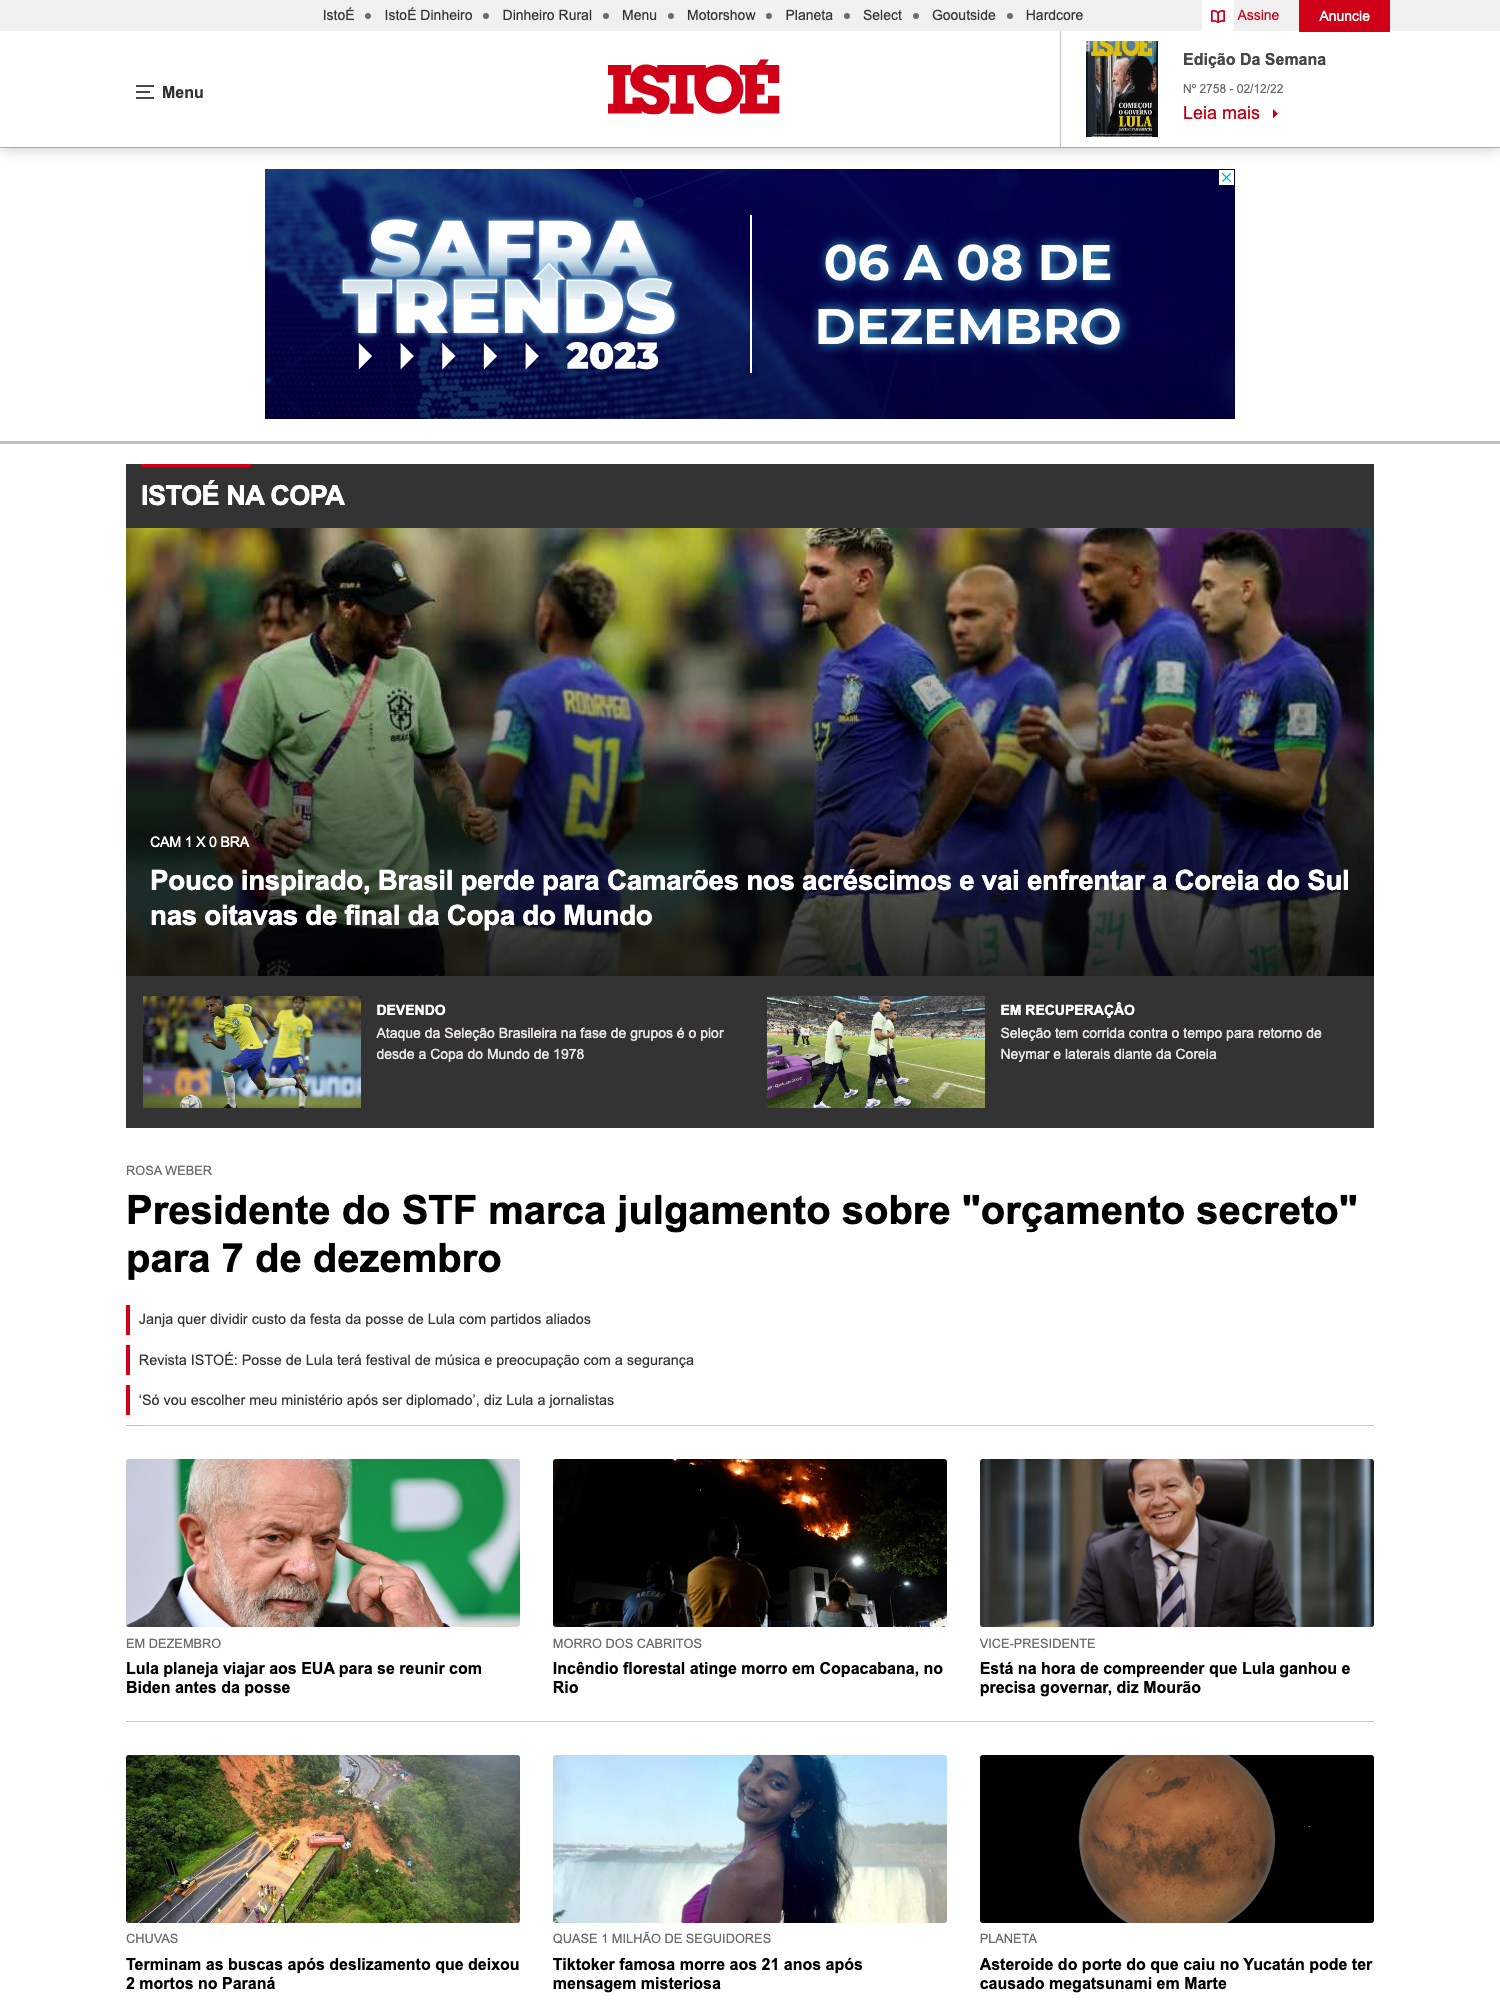 IstoÉ
IstoÉ Dinheiro
Dinheiro Rural
Menu
Motorshow
Planeta
Select
Gooutside
Hardcore
Assine
Anuncie
Menu
ISTOÉ
ISTOÉ
COMEÇOU
O GOVERNO
LULA
Edição Da Semana
Nº 2758 - 02/12/22
Leia mais
SAFRA
TRENDS
2023
06 A 08 DE
DEZEMBRO
ISTOÉ NA COPA
RODRYGO
21
BRASIL
CAM 1 X 0 BRA
Pouco inspirado, Brasil perde para Camarões nos acréscimos e vai enfrentar a Coreia do Sul
nas oitavas de final da Copa do Mundo
DEVENDO
Ataque da Seleção Brasileira na fase de grupos é o pior
desde a Copa do Mundo de 1978
EM RECUPERAÇÂO
Seleção tem corrida contra o tempo para retorno de
Neymar e laterais diante da Coreia
ROSA WEBER
Presidente do STF marca julgamento sobre "orçamento secreto"
para 7 de dezembro
Janja quer dividir custo da festa da posse de Lula com partidos aliados
Revista ISTOÉ: Posse de Lula terá festival de música e preocupação com a segurança
‘Só vou escolher meu ministério após ser diplomado’, diz Lula a jornalistas
EM DEZEMBRO
Lula planeja viajar aos EUA para se reunir com
Biden antes da posse
MORRO DOS CABRITOS
Incêndio florestal atinge morro em Copacabana, no
Rio
VICE-PRESIDENTE
Está na hora de compreender que Lula ganhou e
precisa governar, diz Mourão
CHUVAS
Terminam as buscas após deslizamento que deixou
2 mortos no Paraná
QUASE 1 MILHÃO DE SEGUIDORES
Tiktoker famosa morre aos 21 anos após
mensagem misteriosa
PLANETA
Asteroide do porte do que caiu no Yucatán pode ter
causado megatsunami em Marte